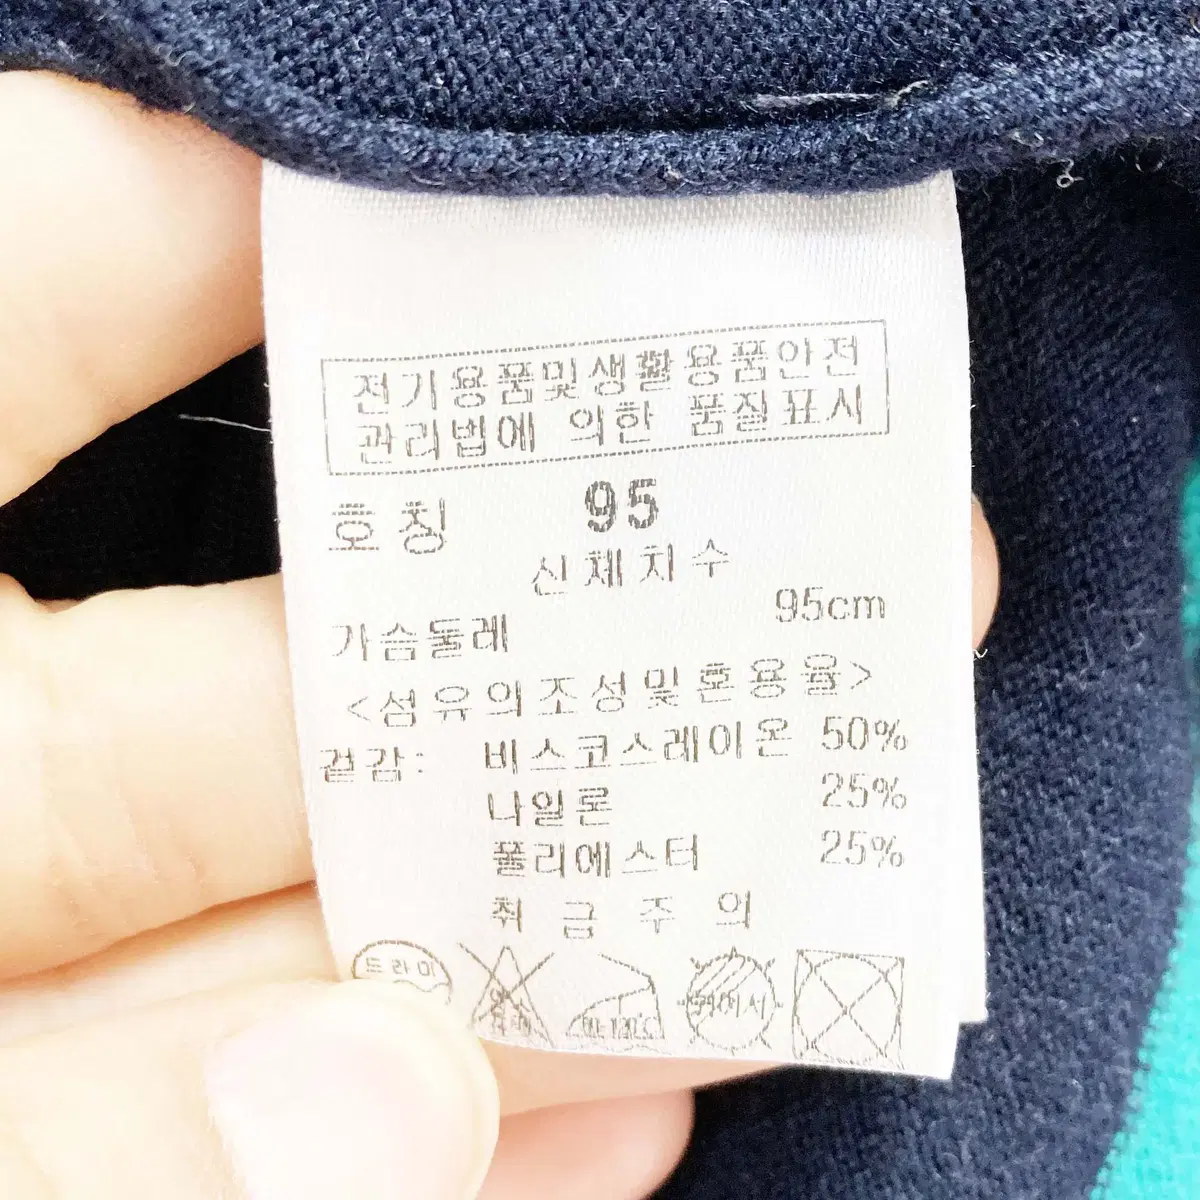 전기용품및생활용품안전
관리법에 의한 품질표시
호칭 95
신체치수
가슴둘레 95cm
<섬유의조성및혼용율>
겉감: 비스코스레이온 50%
나일론 25%
폴리에스터 25%
취급주의
드라이